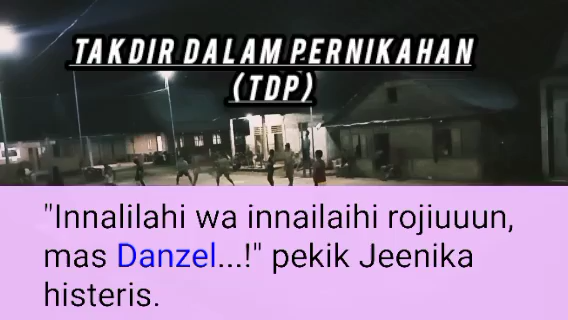 TAKDIR DALAM PERNIKAHAN
(TDP)
"Innalilahi wa innailaihi rojiuuun,
mas Danzel...!" pekik Jeenika
histeris.